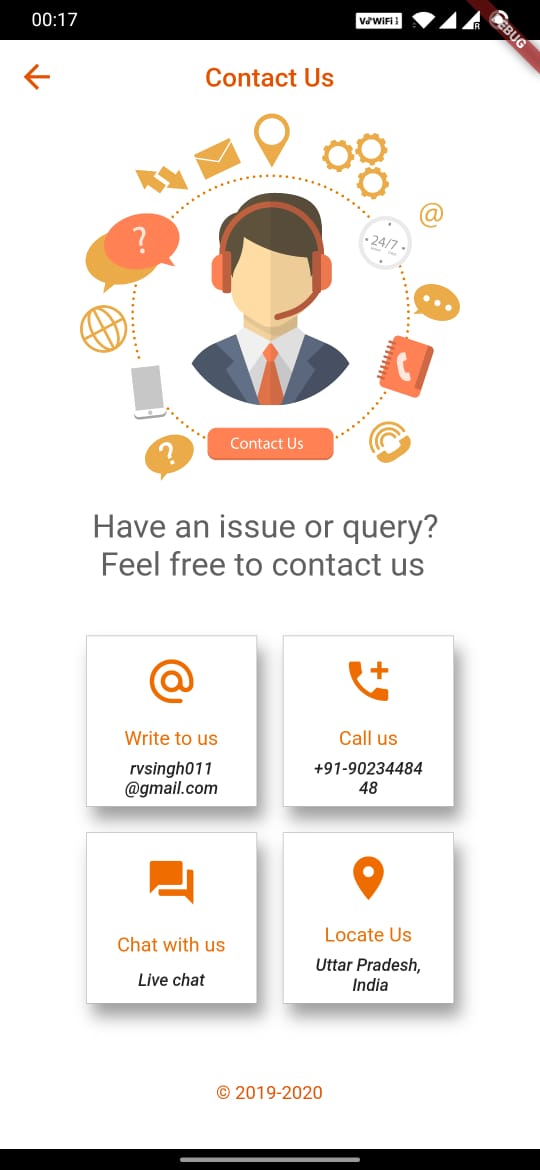 00:17
Vo WiFi
R
DEBUG
Contact Us
?
@
24/7
?
Contact Us
Have an issue or query?
Feel free to contact us
Write to us
rvsingh011
@gmail.com
Call us
+91-90234484
48
Chat with us
Live chat
Locate Us
Uttar Pradesh,
India
© 2019-2020